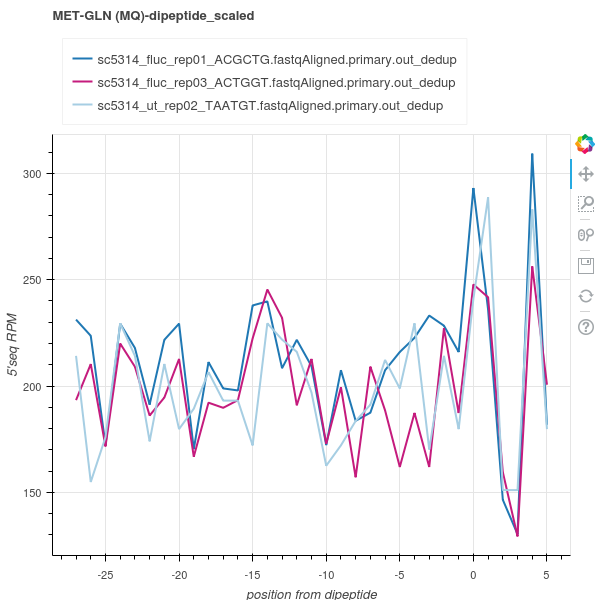 MET-GLN (MQ)-dipeptide_scaled
sc5314_fluc_rep01_ACGCTG.fastqAligned.primary.out_dedup
sc5314_fluc_rep03_ACTGGT.fastqAligned.primary.out_dedup
sc5314_ut_rep02_TAATGT.fastqAligned.primary.out_dedup
300
250
200
150
5'seq RPM
-25 -20 -15 -10 -5 0 5
position from dipeptide